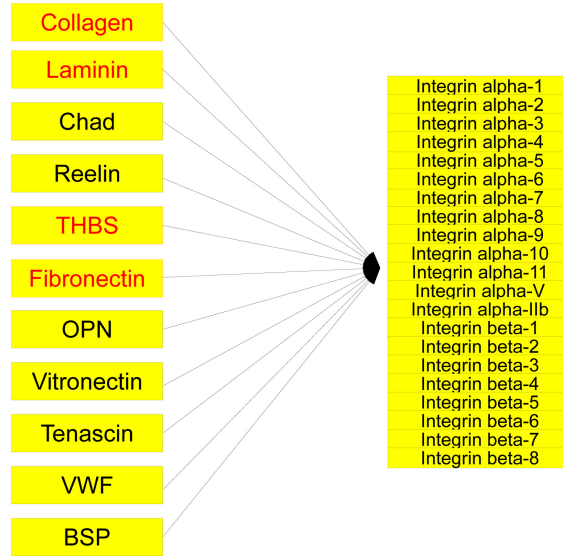 Collagen
Laminin
Chad
Reelin
THBS
Fibronectin
OPN
Vitronectin
Tenascin
VWF
BSP
Integrin alpha-1
Integrin alpha-2
Integrin alpha-3
Integrin alpha-4
Integrin alpha-5
Integrin alpha-6
Integrin alpha-7
Integrin alpha-8
Integrin alpha-9
Integrin alpha-10
Integrin alpha-11
Integrin alpha-V
Integrin alpha-IIb
Integrin beta-1
Integrin beta-2
Integrin beta-3
Integrin beta-4
Integrin beta-5
Integrin beta-6
Integrin beta-7
Integrin beta-8